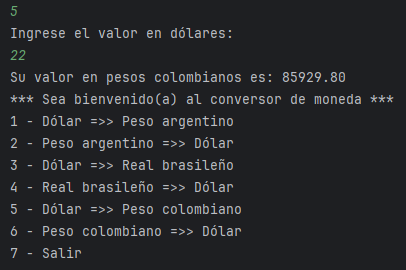 5
Ingrese el valor en dólares:
22
Su valor en pesos colombianos es: 85929.80
*** Sea bienvenido(a) al conversor de moneda ***
1 - Dólar =>> Peso argentino
2 - Peso argentino =>> Dólar
3 - Dólar =>> Real brasileño
4 - Real brasileño =>> Dólar
5 - Dólar =>> Peso colombiano
6 - Peso colombiano =>> Dólar
7 - Salir